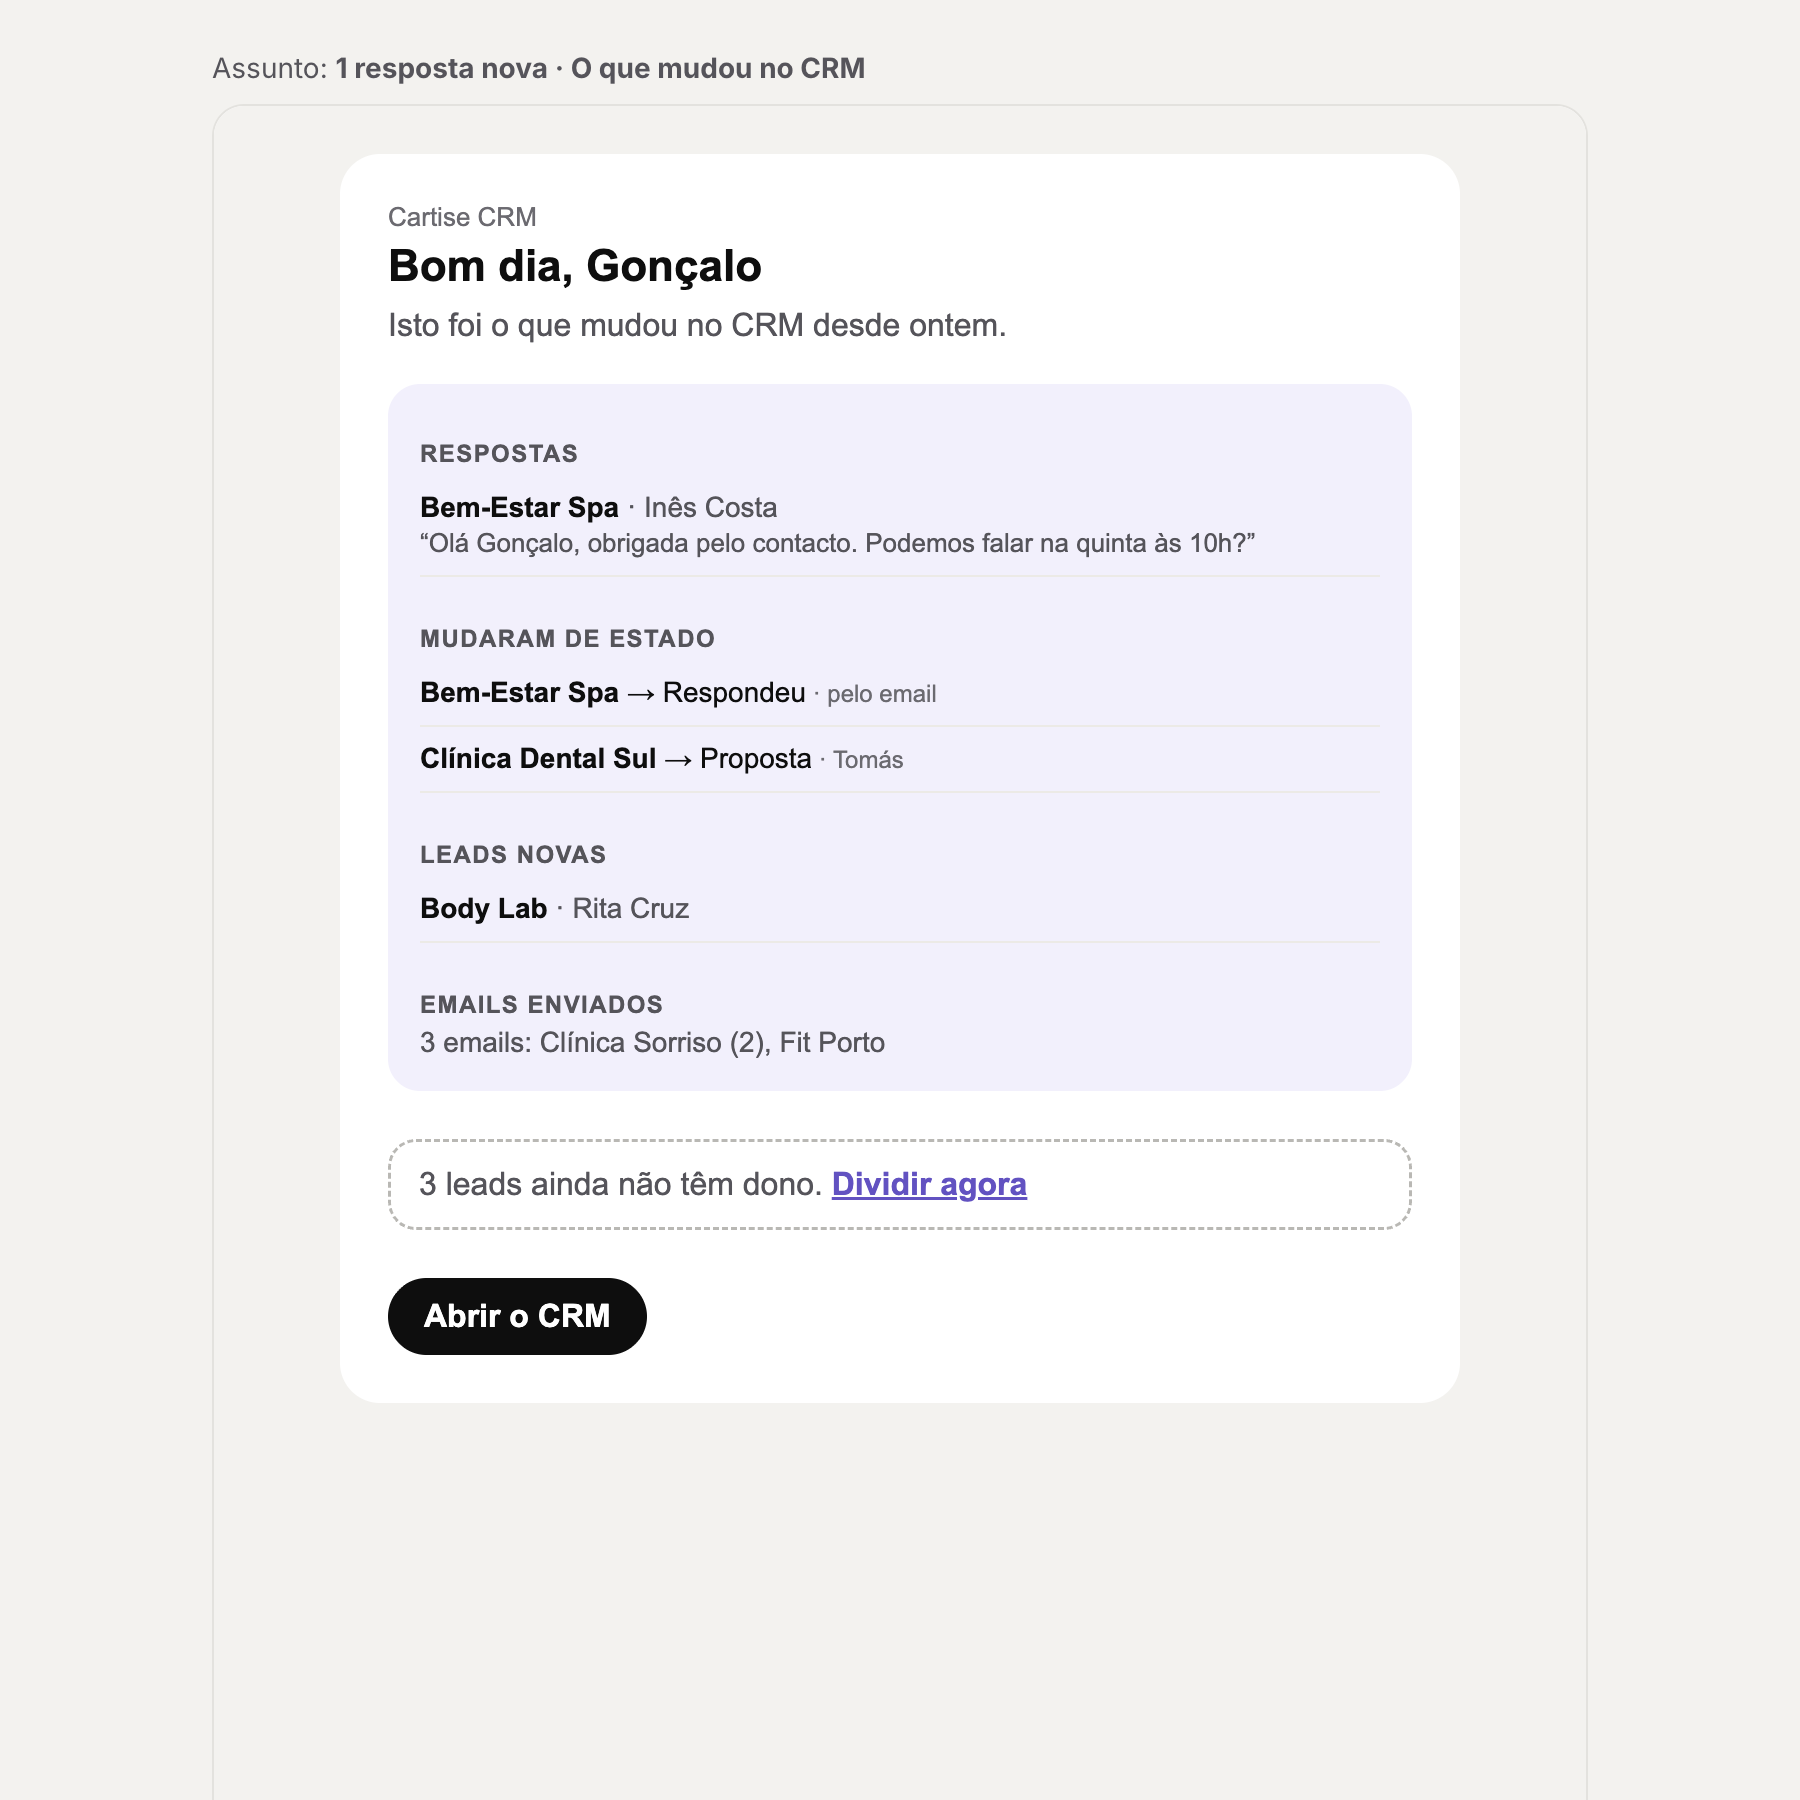 Assunto: 1 resposta nova · O que mudou no CRM
Cartise CRM
Bom dia, Gonçalo
Isto foi o que mudou no CRM desde ontem.
RESPOSTAS
Bem-Estar Spa · Inês Costa
“Olá Gonçalo, obrigada pelo contacto. Podemos falar na quinta às 10h?”
MUDARAM DE ESTADO
Bem-Estar Spa → Respondeu · pelo email
Clínica Dental Sul → Proposta · Tomás
LEADS NOVAS
Body Lab · Rita Cruz
EMAILS ENVIADOS
3 emails: Clínica Sorriso (2), Fit Porto
3 leads ainda não têm dono. Dividir agora
Abrir o CRM